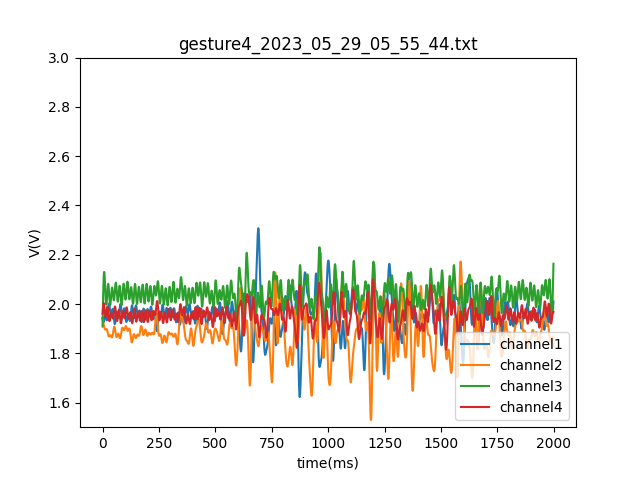 gesture4_2023_05_29_05_55_44.txt
3.0
2.8
2.6
2.4
2.2
2.0
1.8
1.6
V(V)
channel1
channel2
channel3
channel4
0 250 500 750 1000 1250 1500 1750 2000
time(ms)